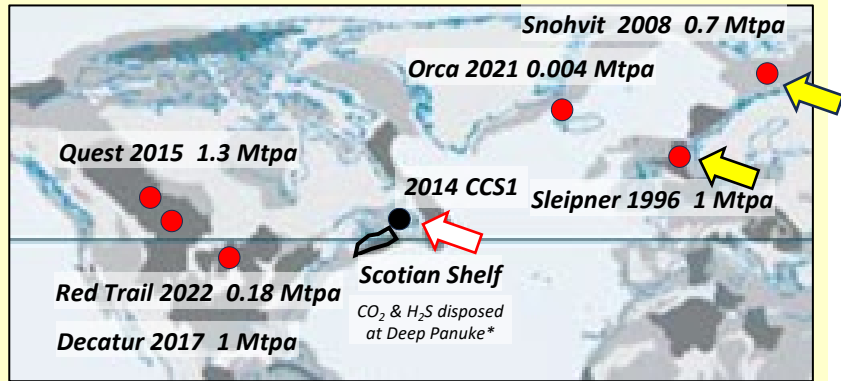 Snohvit 2008 0.7 Mtpa
Orca 2021 0.004 Mtpa
Quest 2015 1.3 Mtpa
2014 CCS1
Sleipner 1996 1 Mtpa
Scotian Shelf
Red Trail 2022 0.18 Mtpa
CO₂ & H₂S disposed
at Deep Panuke*
Decatur 2017 1 Mtpa